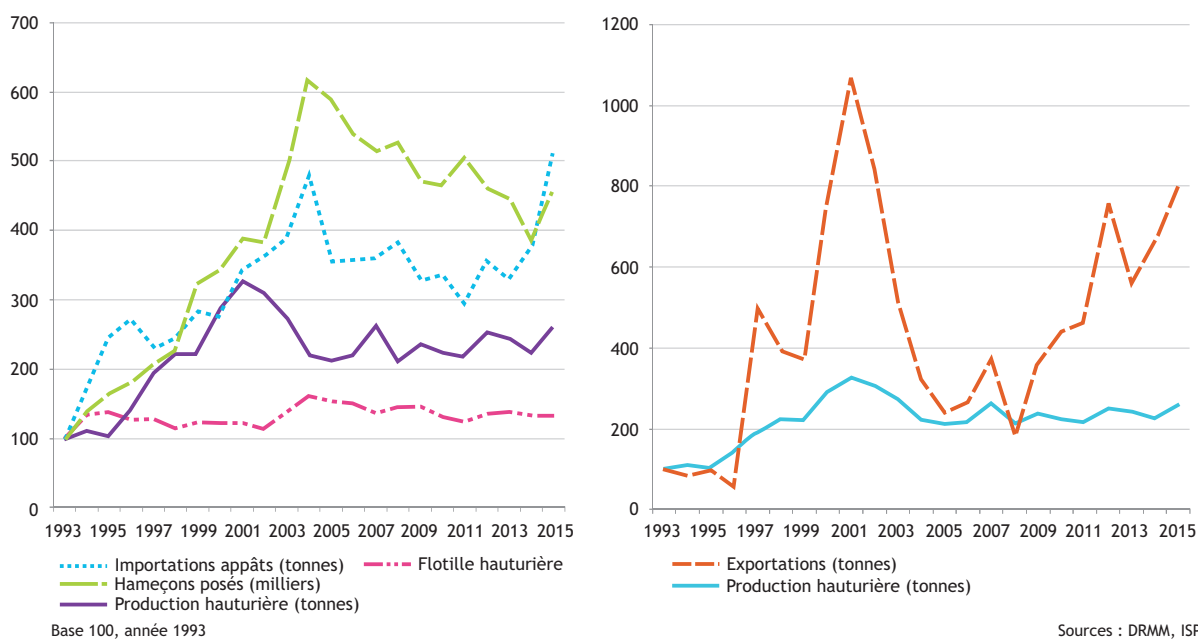 700
600
500
400
300
200
100
0
1993 1995 1997 1999 2001 2003 2005 2007 2009 2011 2013 2015
Importations appâts (tonnes) Flotille hauturière
Hameçons posés (milliers)
Production hauturière (tonnes)
Base 100, année 1993
1200
1000
800
600
400
200
0
1993 1995 1997 1999 2001 2003 2005 2007 2009 2011 2013 2015
Exportations (tonnes)
Production hauturière (tonnes)
Sources : DRMM,